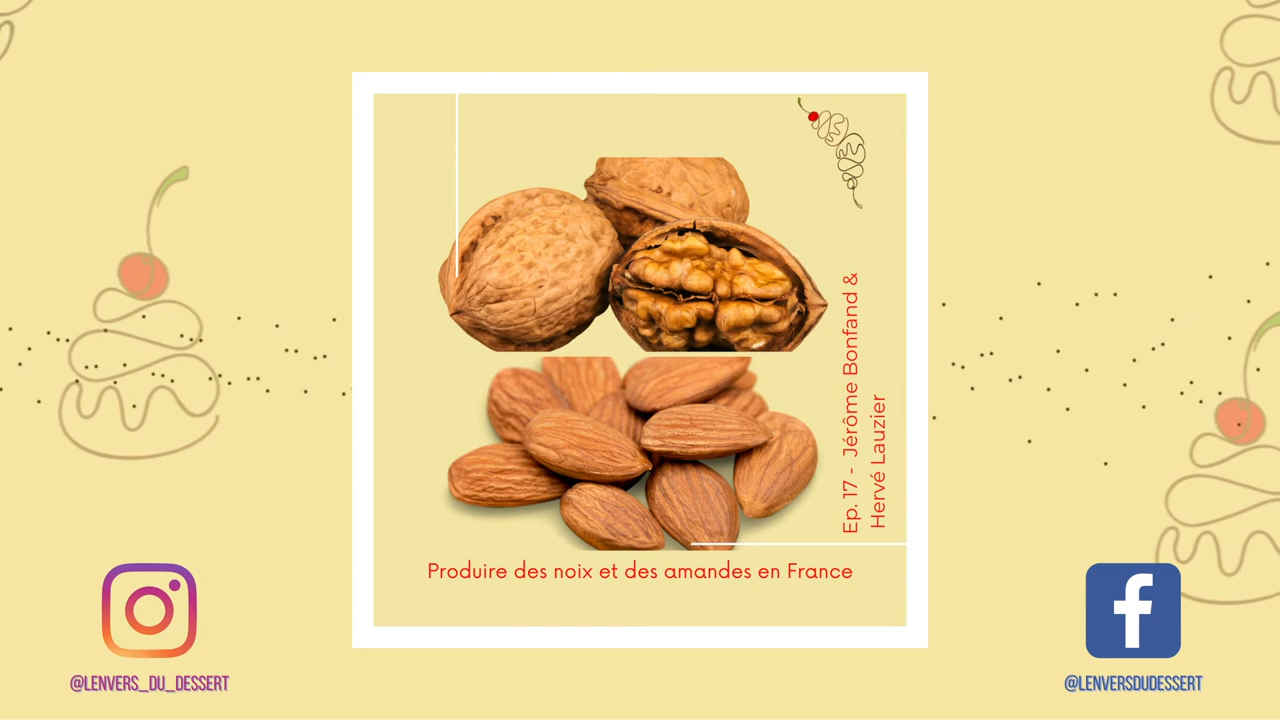 Ep. 17 - Jérôme Bonfand &
Hervé Lauzier
Produire des noix et des amandes en France
@LENVERS_DU_DESSERT
@LENVERSDUDESSERT